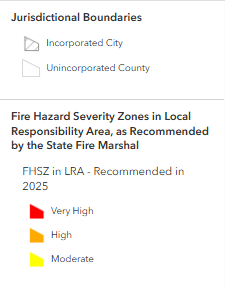 Jurisdictional Boundaries
Incorporated City
Unincorporated County
Fire Hazard Severity Zones in Local
Responsibility Area, as Recommended
by the State Fire Marshal
FHSZ in LRA - Recommended in
2025
Very High
High
Moderate